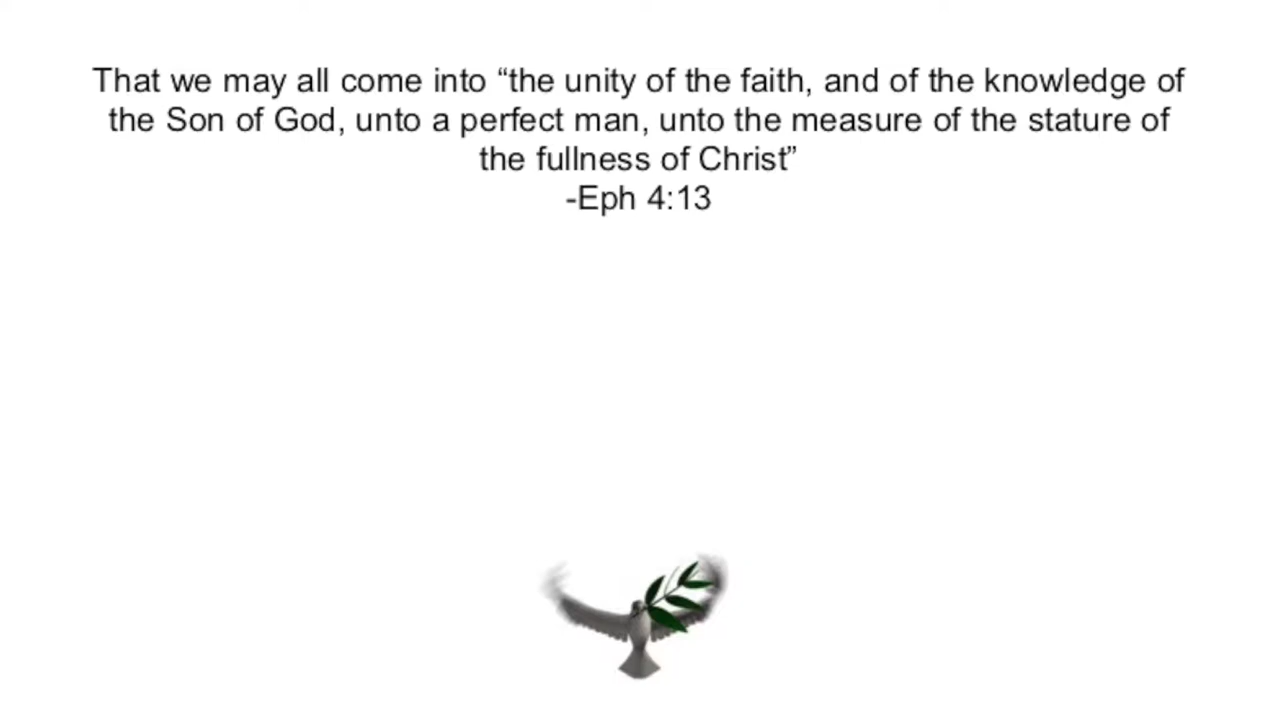 That we may all come into “the unity of the faith, and of the knowledge of
the Son of God, unto a perfect man, unto the measure of the stature of
the fullness of Christ”
-Eph 4:13